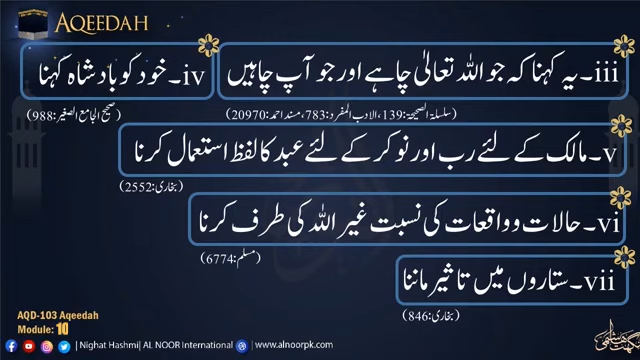 AQEEDAH
iii۔ یہ کہنا کہ جو اللہ تعالیٰ چاہے اور جو آپ چاہیں
(سلسلۃ الصحیحۃ:139، الادب المفرد:783، مسند احمد:20970)
iv۔ خود کو بادشاہ کہنا
(صحیح الجامع الصغیر:988)
v۔ مالک کے لئے رب اور نوکر کے لئے عبد کا لفظ استعمال کرنا
(بخاری:2552)
vi۔ حالات و واقعات کی نسبت غیر اللہ کی طرف کرنا
(مسلم:6774)
vii۔ ستاروں میں تاثیر ماننا
(بخاری:846)
AQD-103 Aqeedah
Module: 10
| Nighat Hashmi| AL NOOR International
www.alnoorpk.com
نگہت ہاشمی